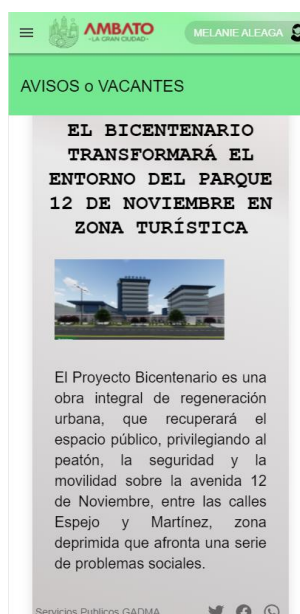 AMBATO
-LA GRAN CIUDAD-
MELANIE ALEAGA
AVISOS o VACANTES
EL BICENTENARIO
TRANSFORMARÁ EL
ENTORNO DEL PARQUE
12 DE NOVIEMBRE EN
ZONA TURÍSTICA
El Proyecto Bicentenario es una
obra integral de regeneración
urbana, que recuperará el
espacio público, privilegiando al
peatón, la seguridad y la
movilidad sobre la avenida 12
de Noviembre, entre las calles
Espejo y Martínez, zona
deprimida que afronta una serie
de problemas sociales.
Servicios Publicos GADMA